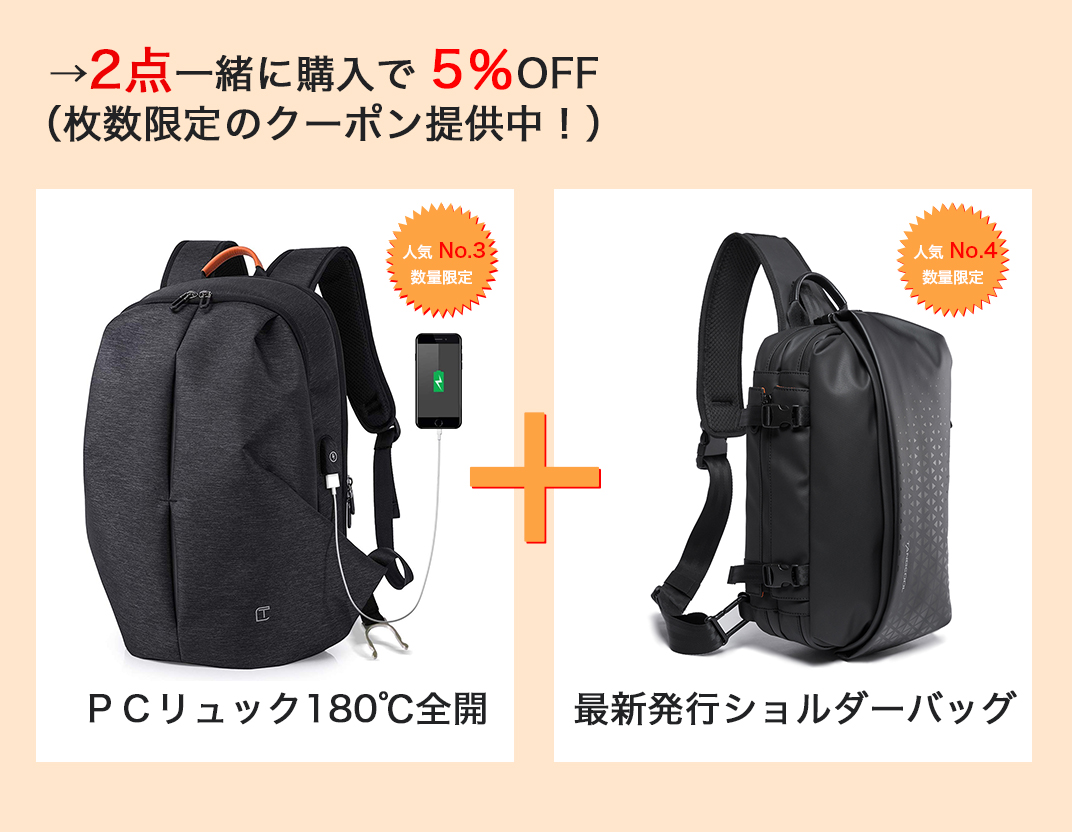 →2点一緒に購入で 5%OFF
（枚数限定のクーポン提供中！）
人気 No.3
数量限定
人気 No.4
数量限定
ＰＣリュック180℃全開
最新発行ショルダーバッグ